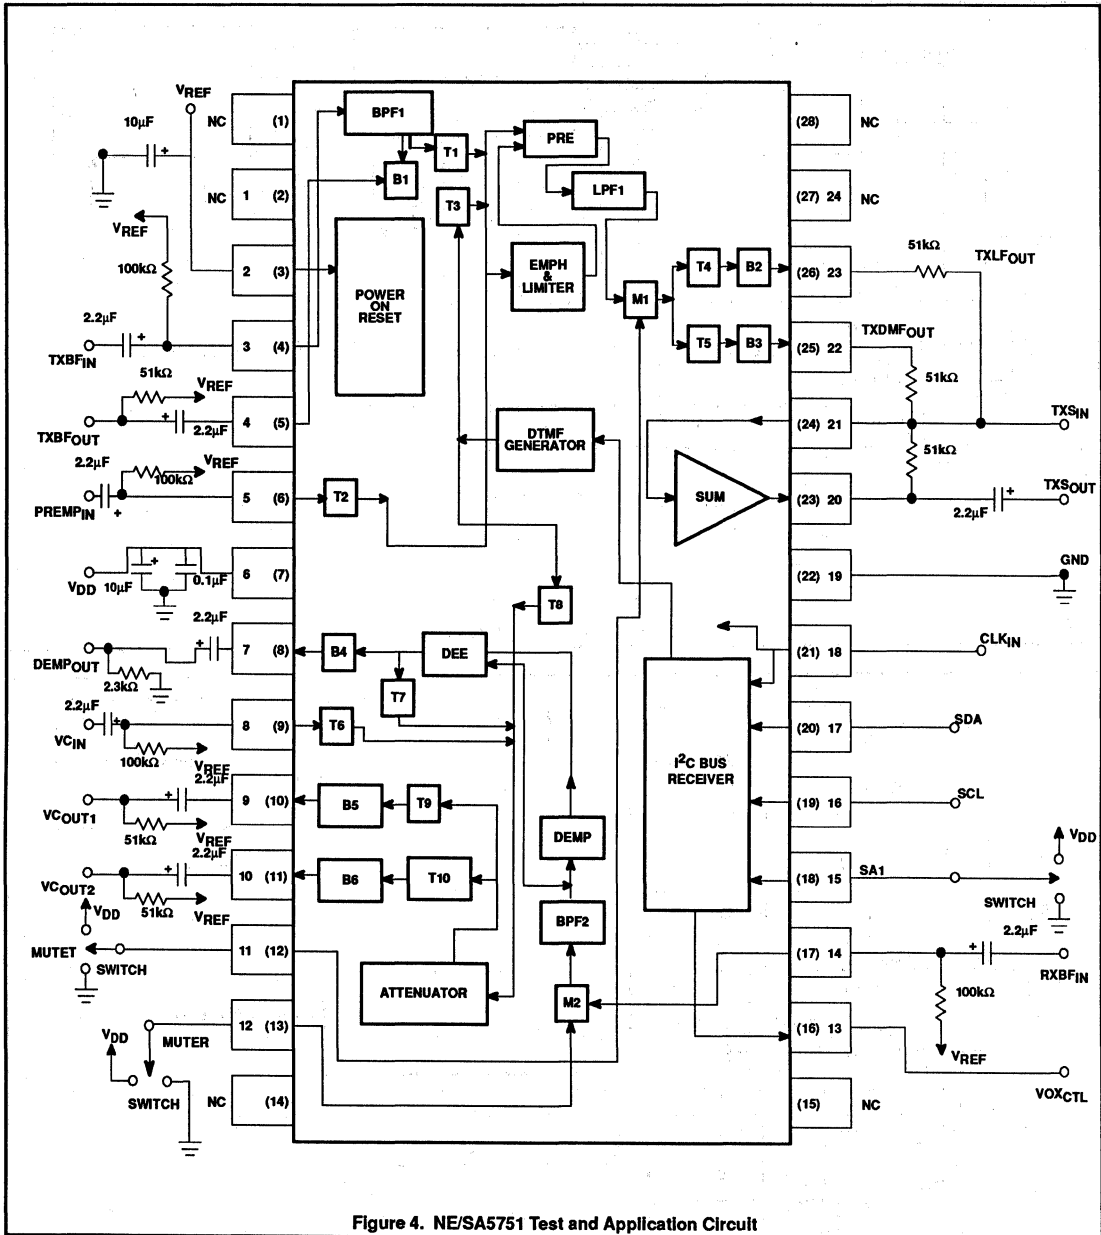 VREF
10µF
+
NC
(1)
NC
1 (2)
VREF
100kΩ
2 (3)
2.2µF
+
TXBFIN
3 (4)
51kΩ
VREF
TXBFOUT
+
2.2µF
4 (5)
2.2µF
VREF
100kΩ
PREMPIN
+
5 (6)
VDD
10µF
+
0.1µF
6 (7)
2.2µF
+
DEMPOUT
2.3kΩ
7 (8)
2.2µF
+
VCIN
100kΩ
VREF
8 (9)
2.2µF
+
VCOUT1
51kΩ
VREF
9 (10)
2.2µF
+
VCOUT2
51kΩ
VREF
10 (11)
VDD
MUTET
SWITCH
11 (12)
VDD
MUTER
SWITCH
12 (13)
NC
(14)
BPF1
T1
B1
T3
PRE
LPF1
POWER
ON
RESET
EMPH
&
LIMITER
M1
T4
B2
T5
B3
DTMF
GENERATOR
SUM
T2
T8
B4
DEE
T7
T6
B5
T9
B6
T10
DEMP
BPF2
M2
ATTENUATOR
I2C BUS
RECEIVER
(28)
NC
(27) 24
NC
(26) 23
51kΩ
TXLFOUT
(25) 22
TXDMFOUT
51kΩ
(24) 21
TXSIN
51kΩ
(23) 20
2.2µF
+
TXSOUT
(22) 19
GND
(21) 18
CLKIN
(20) 17
SDA
(19) 16
SCL
(18) 15
SA1
VDD
SWITCH
(17) 14
+
2.2µF
RXBFIN
100kΩ
VREF
(16) 13
VOXCTL
(15)
NC
Figure 4. NE/SA5751 Test and Application Circuit